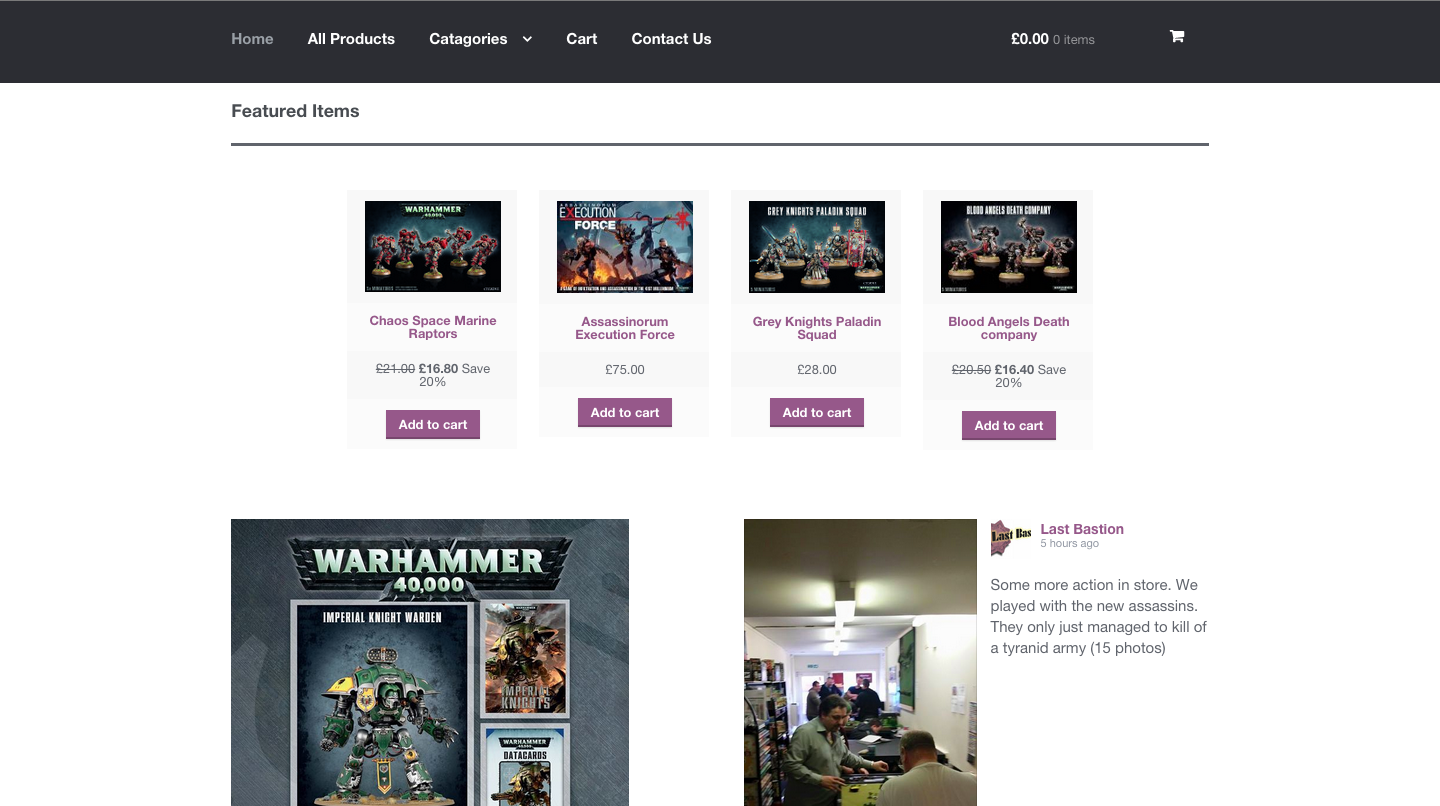 Home All Products Catagories Cart Contact Us £0.00 0 items
Featured Items
WARHAMMER
40,000
ASSASSINORUM
EXECUTION
FORCE
GREY KNIGHTS PALADIN SQUAD
BLOOD ANGELS DEATH COMPANY
Chaos Space Marine
Raptors
£21.00 £16.80 Save
20%
Add to cart
Assassinorum
Execution Force
£75.00
Add to cart
Grey Knights Paladin
Squad
£28.00
Add to cart
Blood Angels Death
company
£20.50 £16.40 Save
20%
Add to cart
WARHAMMER
40,000
IMPERIAL KNIGHT WARDEN
IMPERIAL
KNIGHTS
WARHAMMER
DATACARDS
Last Bas
Last Bastion
5 hours ago
Some more action in store. We
played with the new assassins.
They only just managed to kill of
a tyranid army (15 photos)